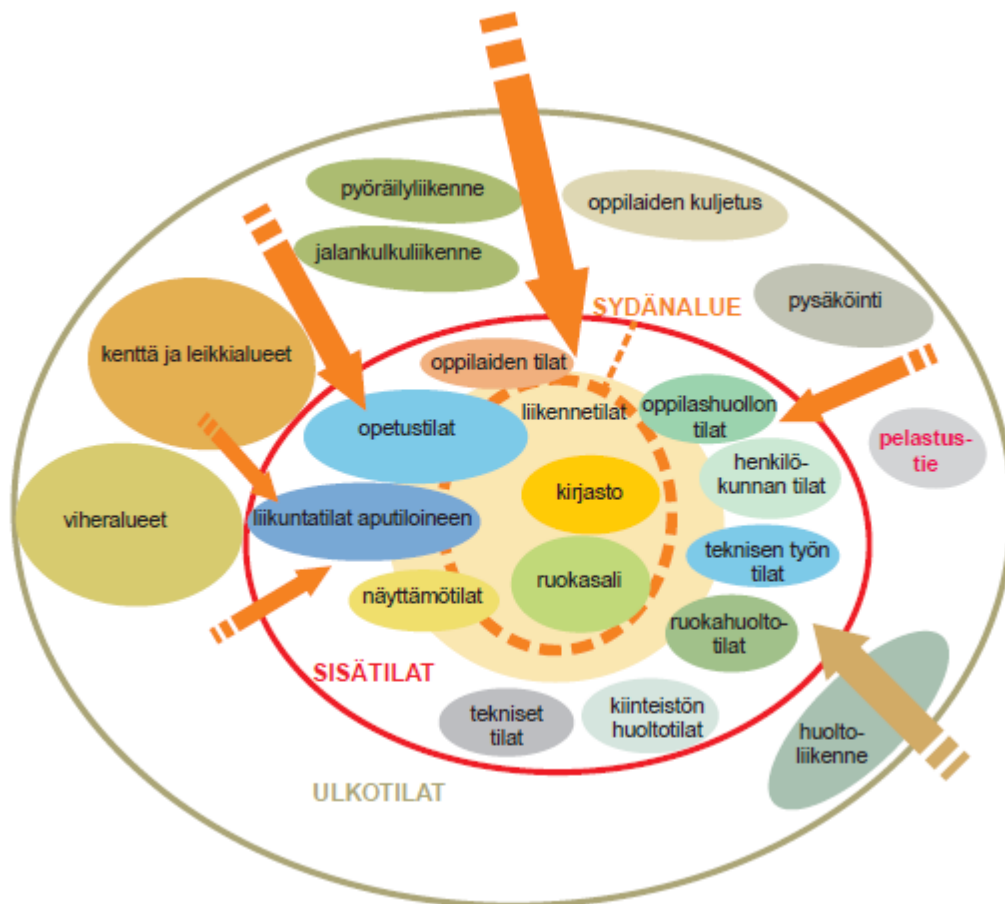 pyöräilyliikenne
oppilaiden kuljetus
jalankulkuliikenne
pysäköinti
SYDÄNALUE
kenttä ja leikkialueet
oppilaiden tilat
liikennetilat
oppilashuollon
tilat
opetustilat
pelastus-
tie
henkilö-
kunnan tilat
kirjasto
viheralueet
liikuntatilat aputiloineen
teknisen työn
tilat
ruokasali
näyttämötilat
ruokahuolto-
tilat
SISÄTILAT
tekniset
tilat
kiinteistön
huoltotilat
huolto-
liikenne
ULKOTILAT